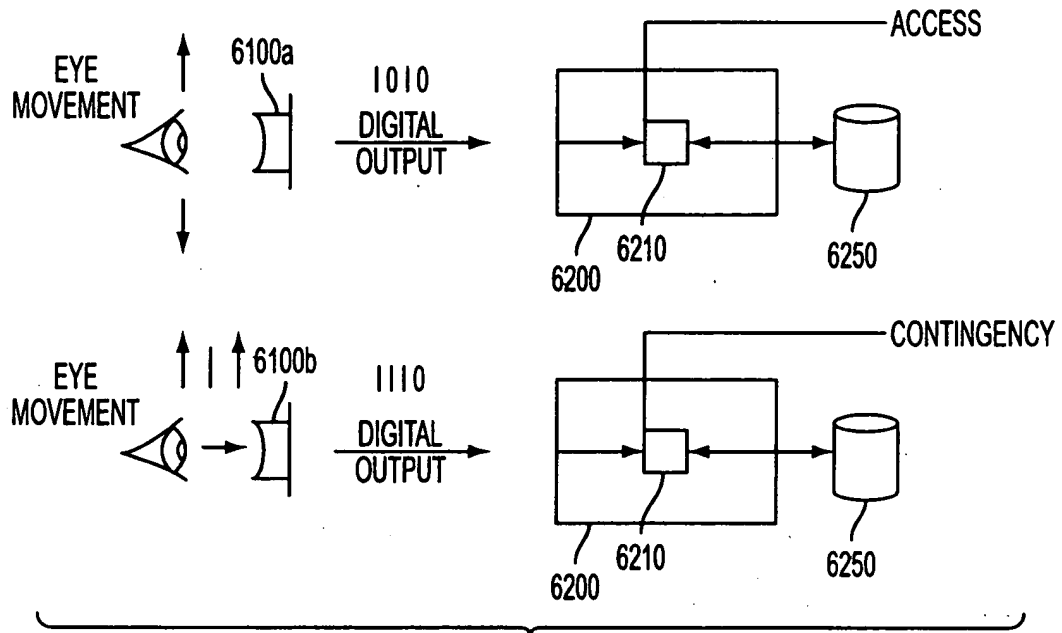 EYE
MOVEMENT
6100a
1010
DIGITAL
OUTPUT
ACCESS
6210
6200
6250
EYE
MOVEMENT
6100b
1110
DIGITAL
OUTPUT
CONTINGENCY
6210
6200
6250